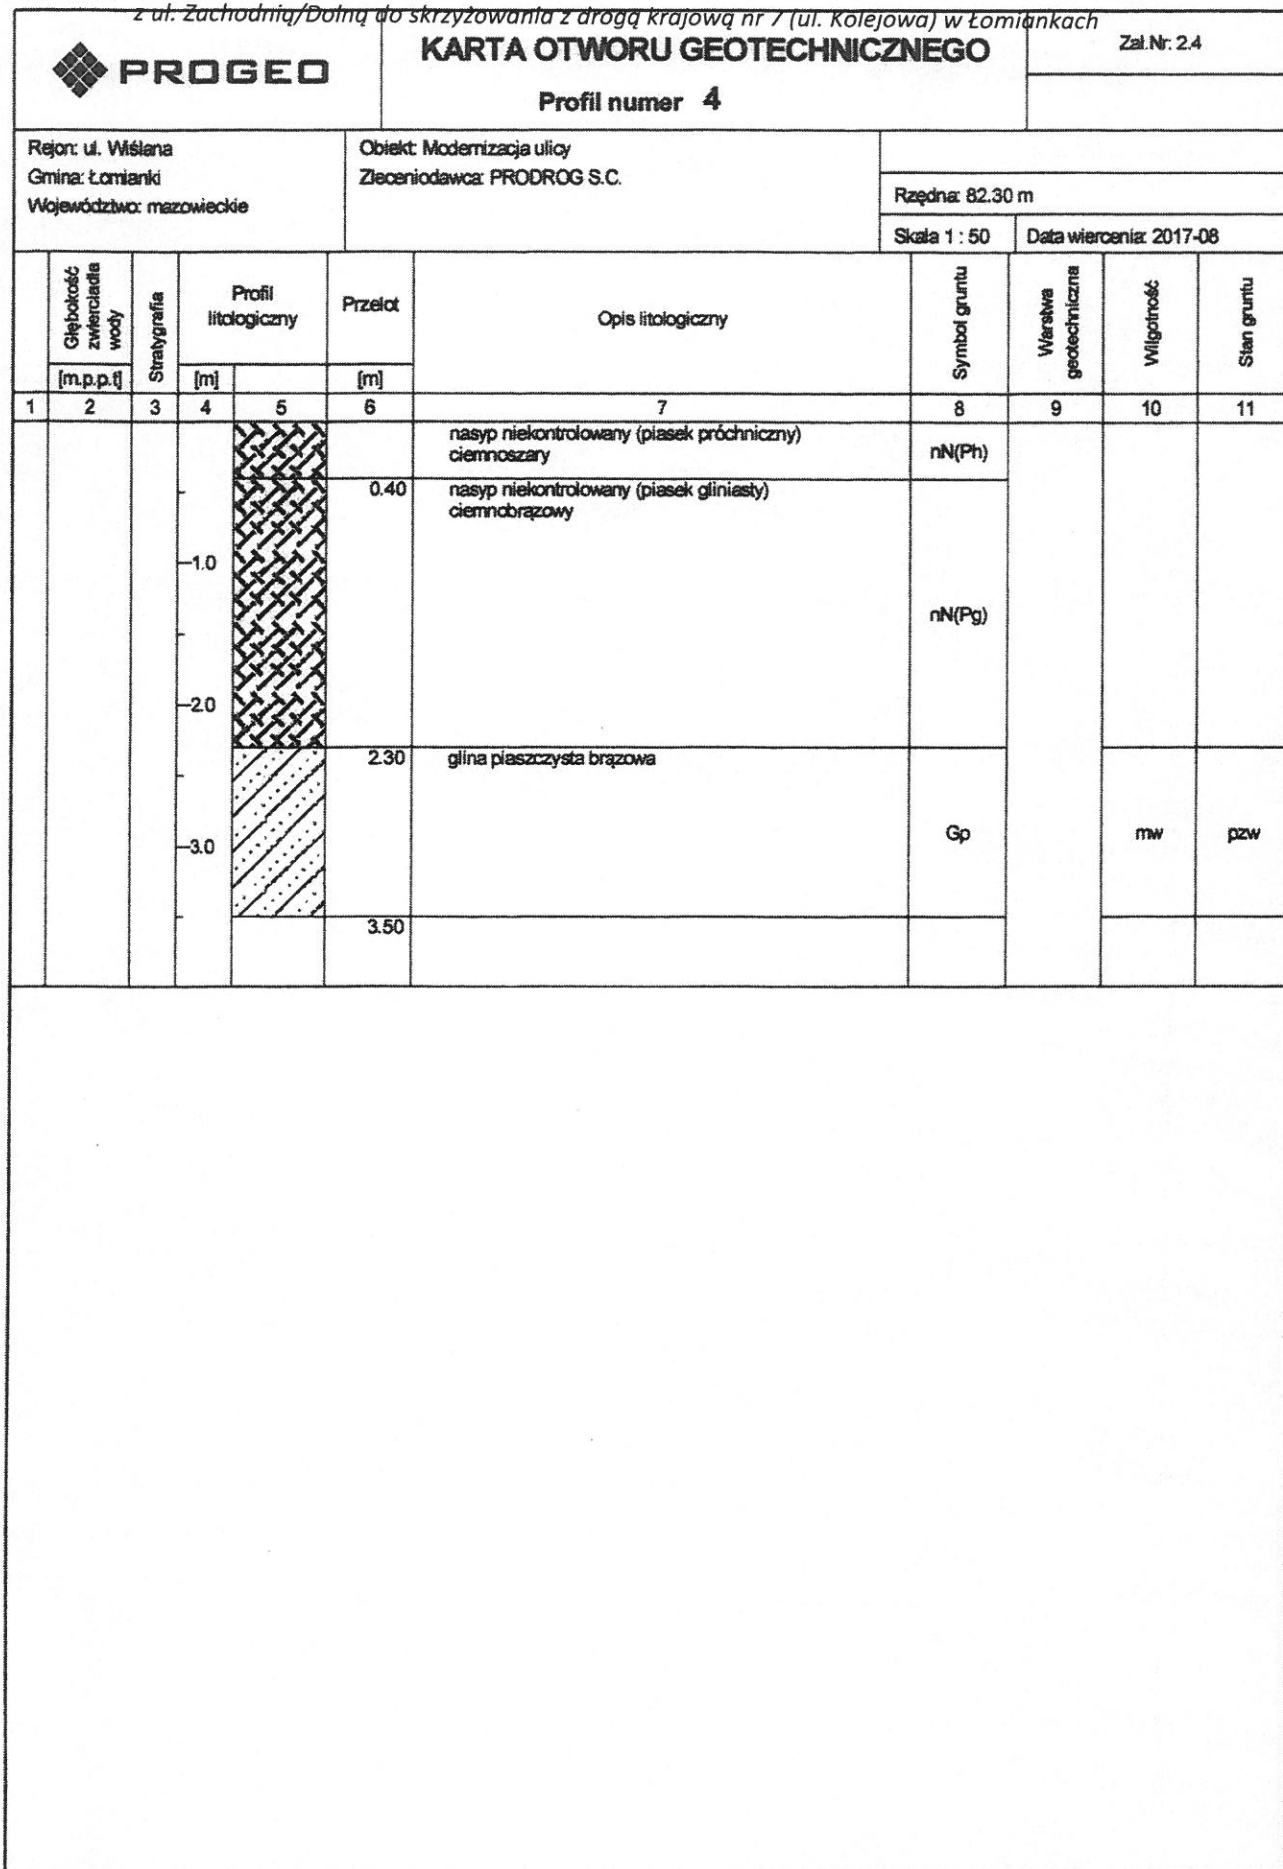 z ul. Zachodnią/Dolną do skrzyżowania z drogą krajową nr 7 (ul. Kolejowa) w Łomiankach
PROGEO
KARTA OTWORU GEOTECHNICZNEGO
Profil numer 4
Zał.Nr: 2.4
Rejon: ul. Wiślana
Gmina: Łomianki
Województwo: mazowieckie
Obiekt: Modernizacja ulicy
Zleceniodawca: PRODROG S.C.
Rzędna: 82.30 m
Skala 1 : 50
Data wiercenia: 2017-08
Głębokość
zwierciadła
wody
[m.p.p.t]
Stratygrafia
Profil
litologiczny
[m]
Przelot
[m]
Opis litologiczny
Symbol gruntu
Warstwa
geotechniczna
Wilgotność
Stan gruntu
1 2 3 4 5 6 7 8 9 10 11
nasyp niekontrolowany (piasek próchniczny)
ciemnoszary
nN(Ph)
0.40
nasyp niekontrolowany (piasek gliniasty)
ciemnobrązowy
1.0
nN(Pg)
2.0
2.30
glina piaszczysta brązowa
3.0
Gp
mw
pzw
3.50